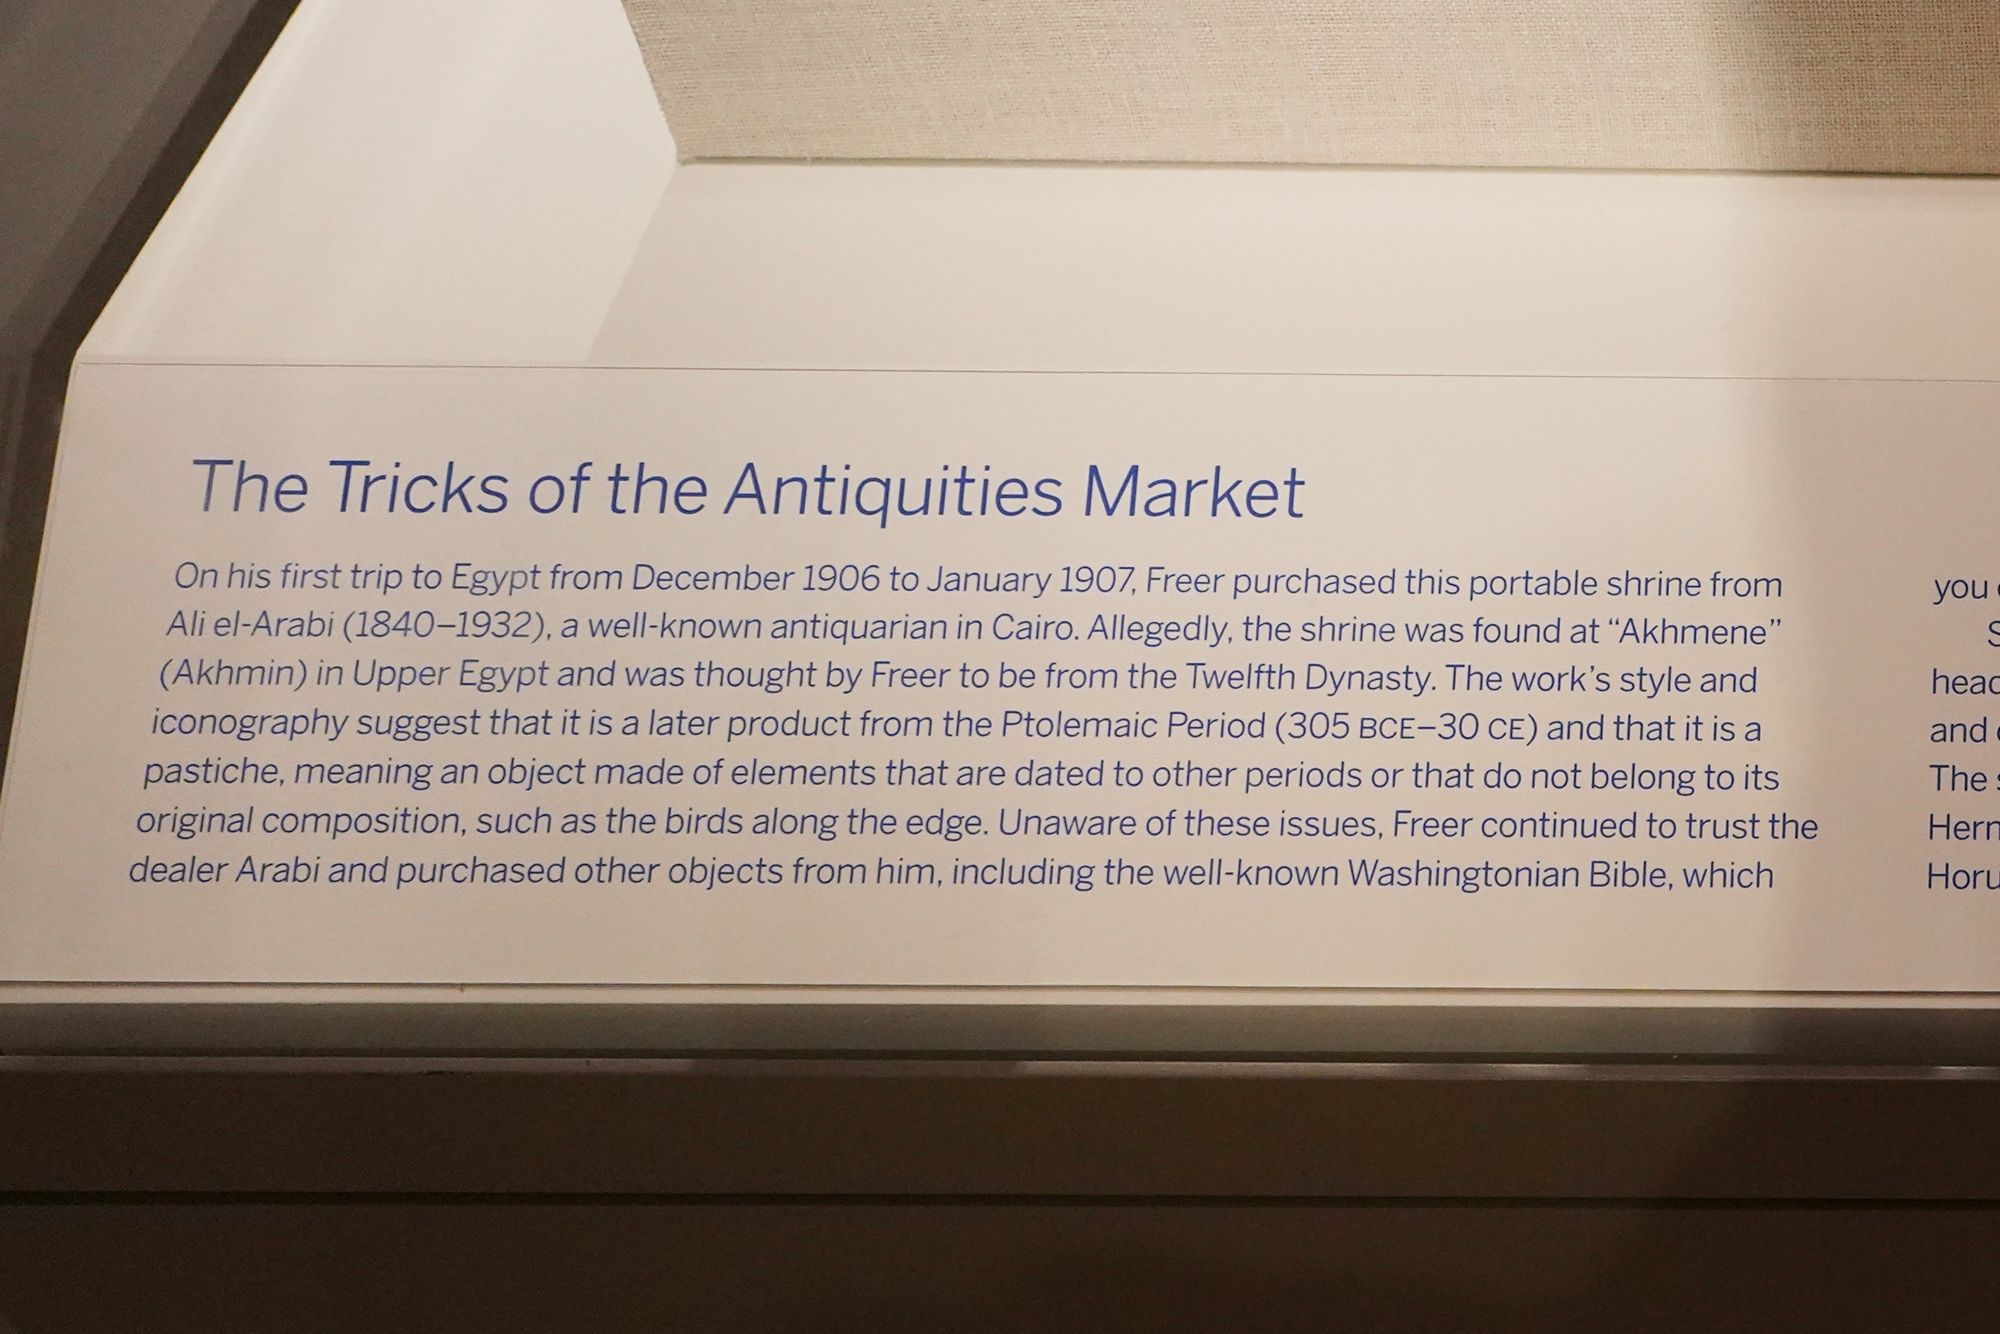 The Tricks of the Antiquities Market
On his first trip to Egypt from December 1906 to January 1907, Freer purchased this portable shrine from
Ali el-Arabi (1840–1932), a well-known antiquarian in Cairo. Allegedly, the shrine was found at “Akhmene”
(Akhmin) in Upper Egypt and was thought by Freer to be from the Twelfth Dynasty. The work’s style and
iconography suggest that it is a later product from the Ptolemaic Period (305 BCE–30 CE) and that it is a
pastiche, meaning an object made of elements that are dated to other periods or that do not belong to its
original composition, such as the birds along the edge. Unaware of these issues, Freer continued to trust the
dealer Arabi and purchased other objects from him, including the well-known Washingtonian Bible, which
you
and
The